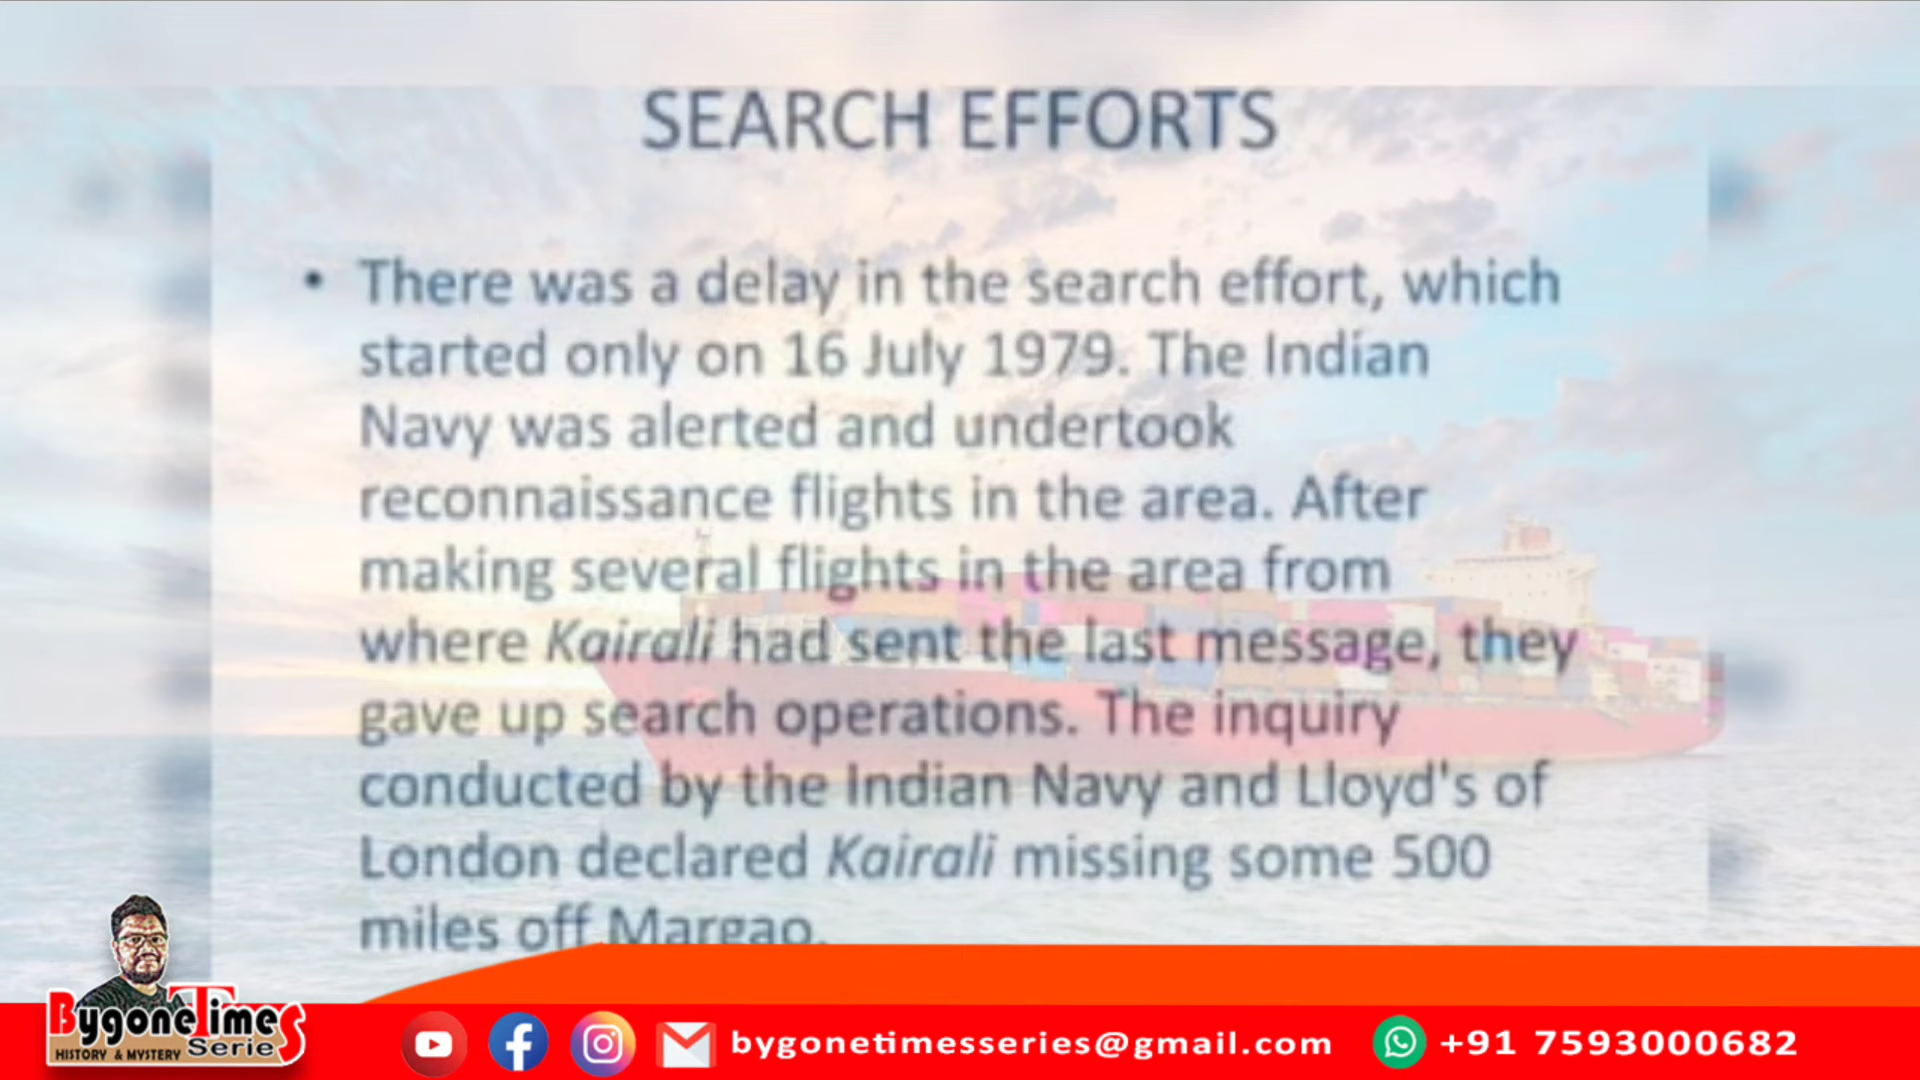 SEARCH EFFORTS
• There was a delay in the search effort, which
started only on 16 July 1979. The Indian
Navy was alerted and undertook
reconnaissance flights in the area. After
making several flights in the area from
where Kairali had sent the last message, they
gave up search operations. The inquiry
conducted by the Indian Navy and Lloyd's of
London declared Kairali missing some 500
miles off Margao.
BygoneTimes
Series
HISTORY & MYSTERY
bygonetimesseries@gmail.com
+91 7593000682